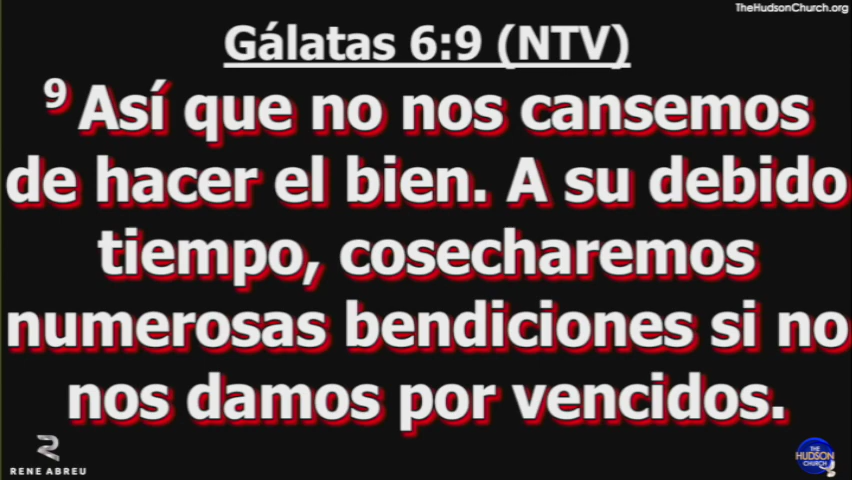 TheHudsonChurch.org
Gálatas 6:9 (NTV)
9 Así que no nos cansemos
de hacer el bien. A su debido
tiempo, cosecharemos
numerosas bendiciones si no
nos damos por vencidos.
RENE ABREU
THE
HUDSON
CHURCH